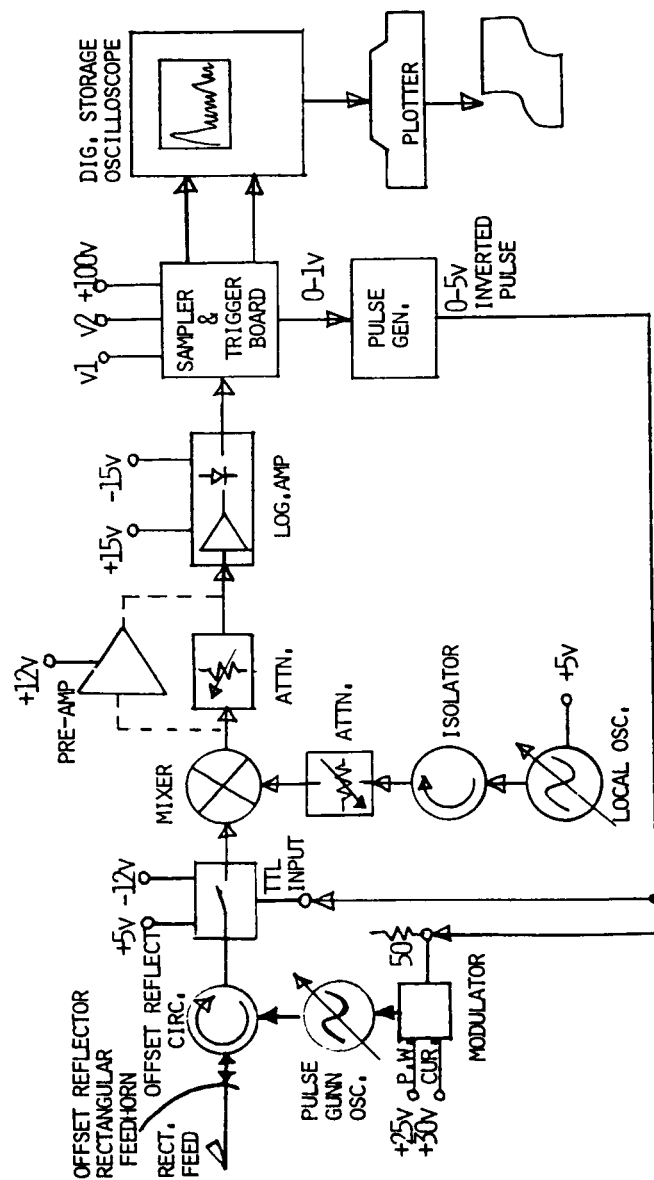 OFFSET REFLECTOR
RECTANGULAR
FEEDHORN
RECT.
FEED
OFFSET REFLECT
CIRC.
+5v
-12v
TTL
INPUT
PULSE
GUNN
OSC.
50
MODULATOR
P.W
CUR.
+25v
+30v
MIXER
PRE-AMP
+12v
ATTN.
ATTN.
ISOLATOR
LOCAL OSC.
+5v
+15v
-15v
LOG.AMP
V1
V2
+100v
SAMPLER
&
TRIGGER
BOARD
0-1v
PULSE
GEN.
0-5v
INVERTED
PULSE
DIG. STORAGE
OSCILLOSCOPE
PLOTTER